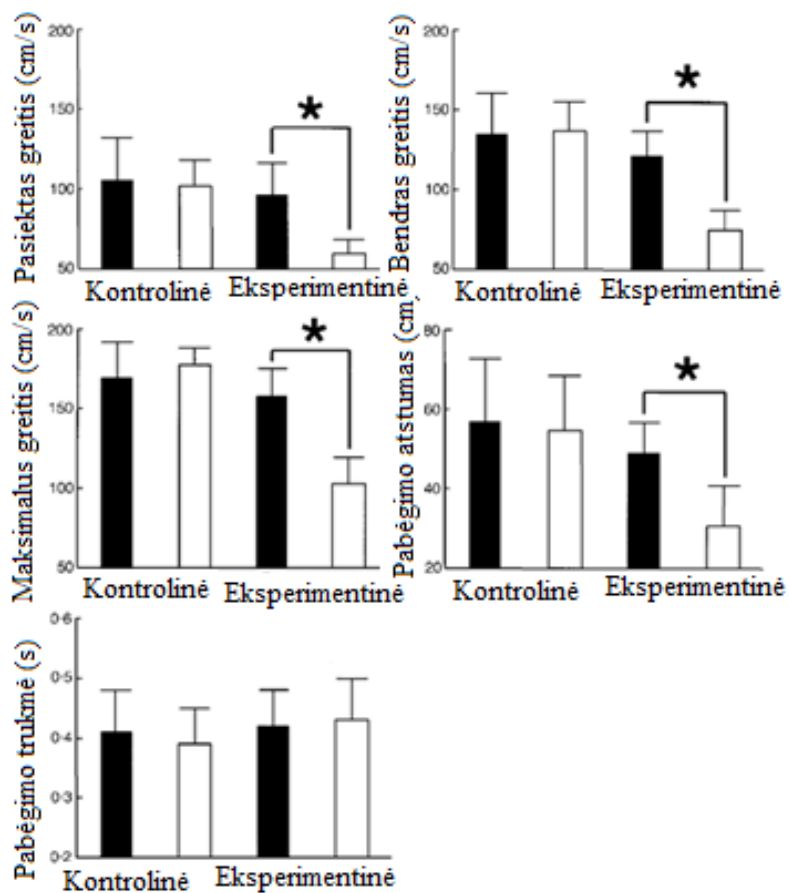 Pasiektas greitis (cm/s)
200
150
100
50
*
Kontrolinė Eksperimentinė
Bendras greitis (cm/s)
200
150
100
50
*
Kontrolinė Eksperimentinė
Maksimalus greitis (cm/s)
200
150
100
50
*
Kontrolinė Eksperimentinė
Pabėgimo atstumas (cm)
80
60
40
20
*
Kontrolinė Eksperimentinė
Pabėgimo trukmė (s)
0·6
0·5
0·4
0·3
0·2
Kontrolinė Eksperimentinė